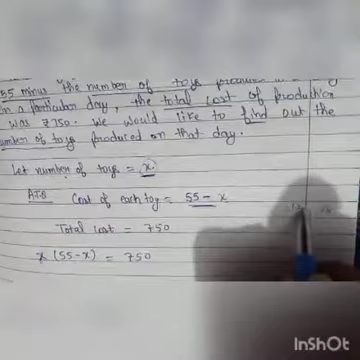 55 minus the number of toys produced in a
on a particular day, the total cost of production
was ₹750. We would like to find out the
number of toys produced on that day.
Let number of toys = x
A.T.Q Cost of each toy = 55 - x
Total cost = 750
x (55-x) = 750
InShOt